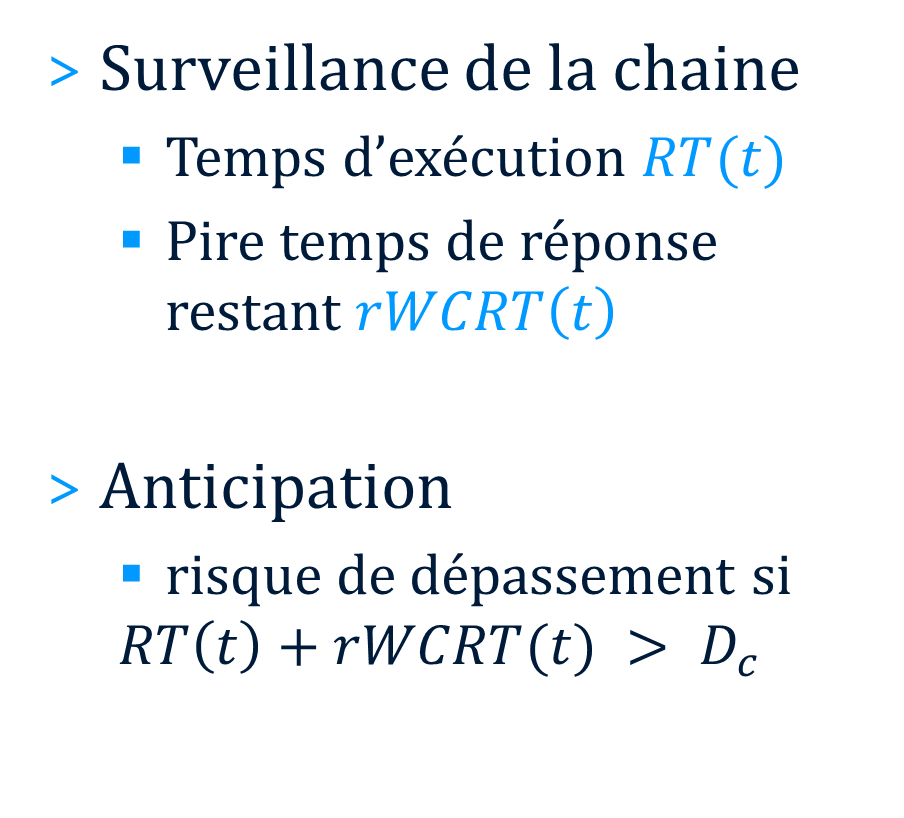 > Surveillance de la chaine
▪ Temps d’exécution RT(t)
▪ Pire temps de réponse
restant rWCRT(t)
> Anticipation
▪ risque de dépassement si
RT(t) + rWCRT(t) > D_c